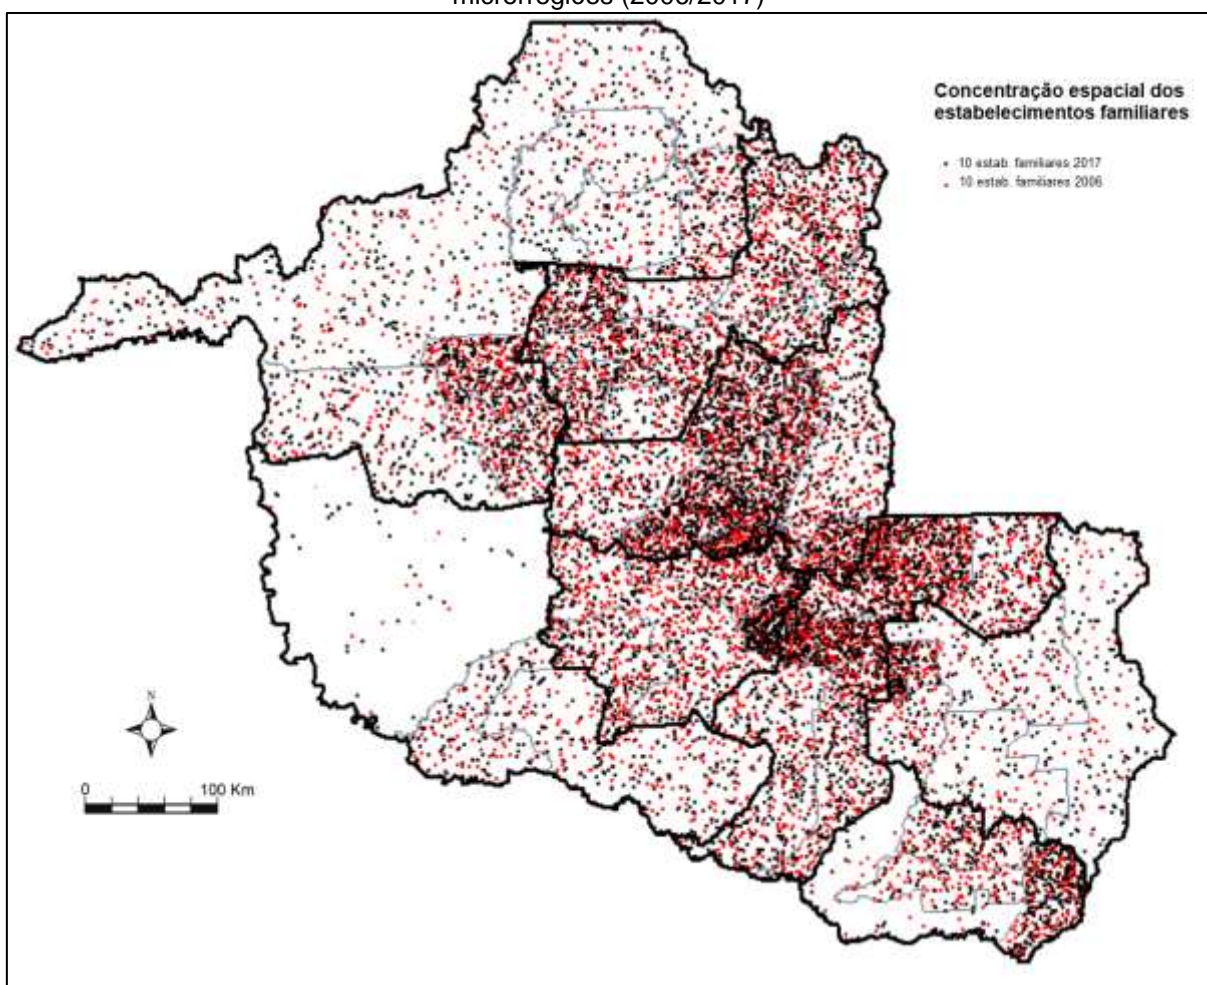 microrregiões (2006/2017)
Concentração espacial dos
estabelecimentos familiares
10 estab. familiares 2017
10 estab. familiares 2006
N
0 100 Km